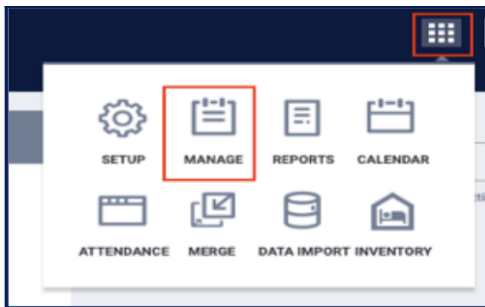 SETUP MANAGE REPORTS CALENDAR
ATTENDANCE MERGE DATA IMPORT INVENTORY